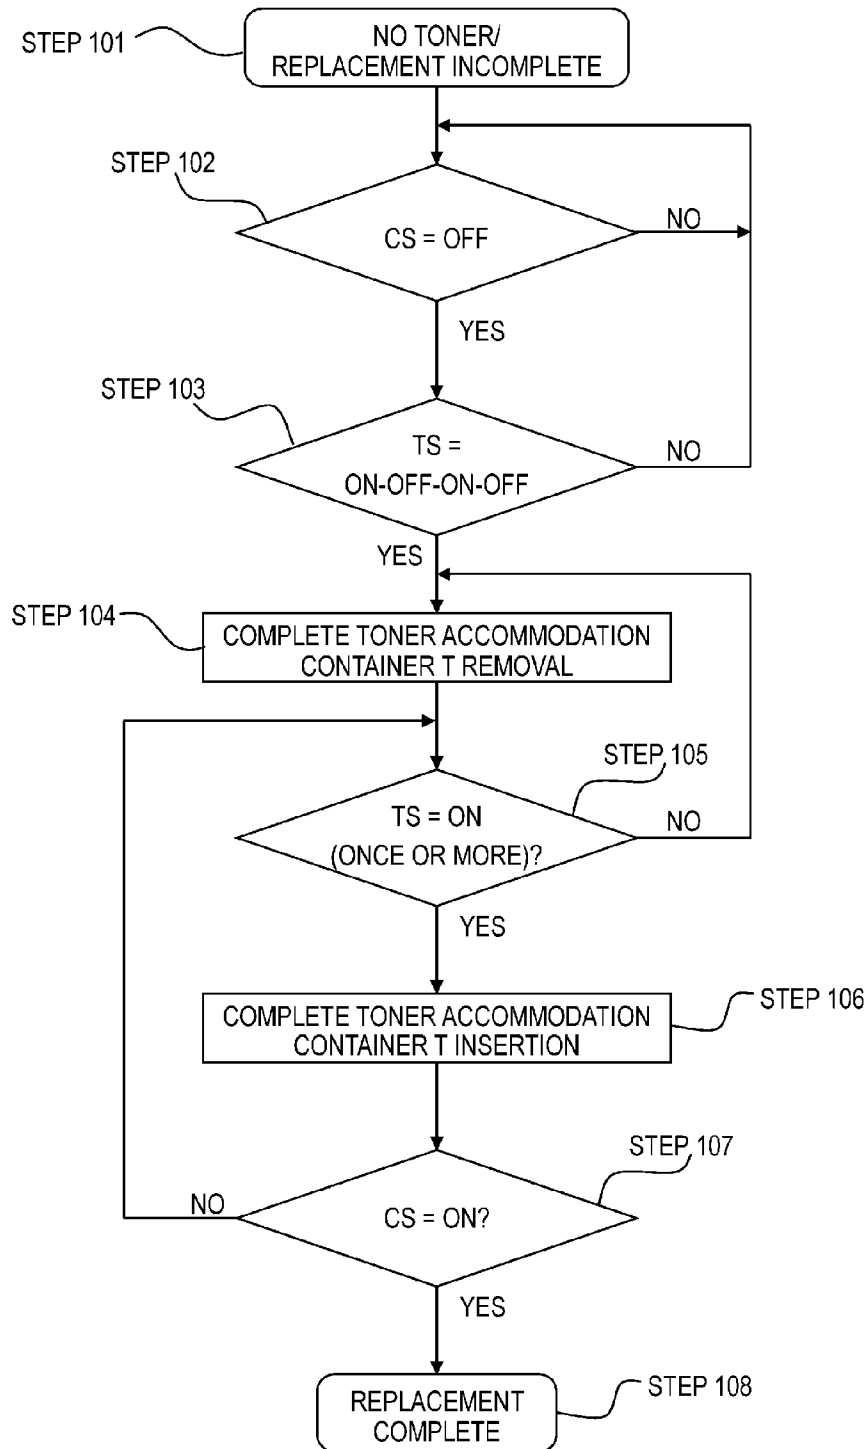 STEP 101
NO TONER/
REPLACEMENT INCOMPLETE
STEP 102
CS = OFF
NO
YES
STEP 103
TS =
ON-OFF-ON-OFF
NO
YES
STEP 104
COMPLETE TONER ACCOMMODATION
CONTAINER T REMOVAL
STEP 105
TS = ON
(ONCE OR MORE)?
NO
YES
STEP 106
COMPLETE TONER ACCOMMODATION
CONTAINER T INSERTION
STEP 107
NO
CS = ON?
YES
STEP 108
REPLACEMENT
COMPLETE